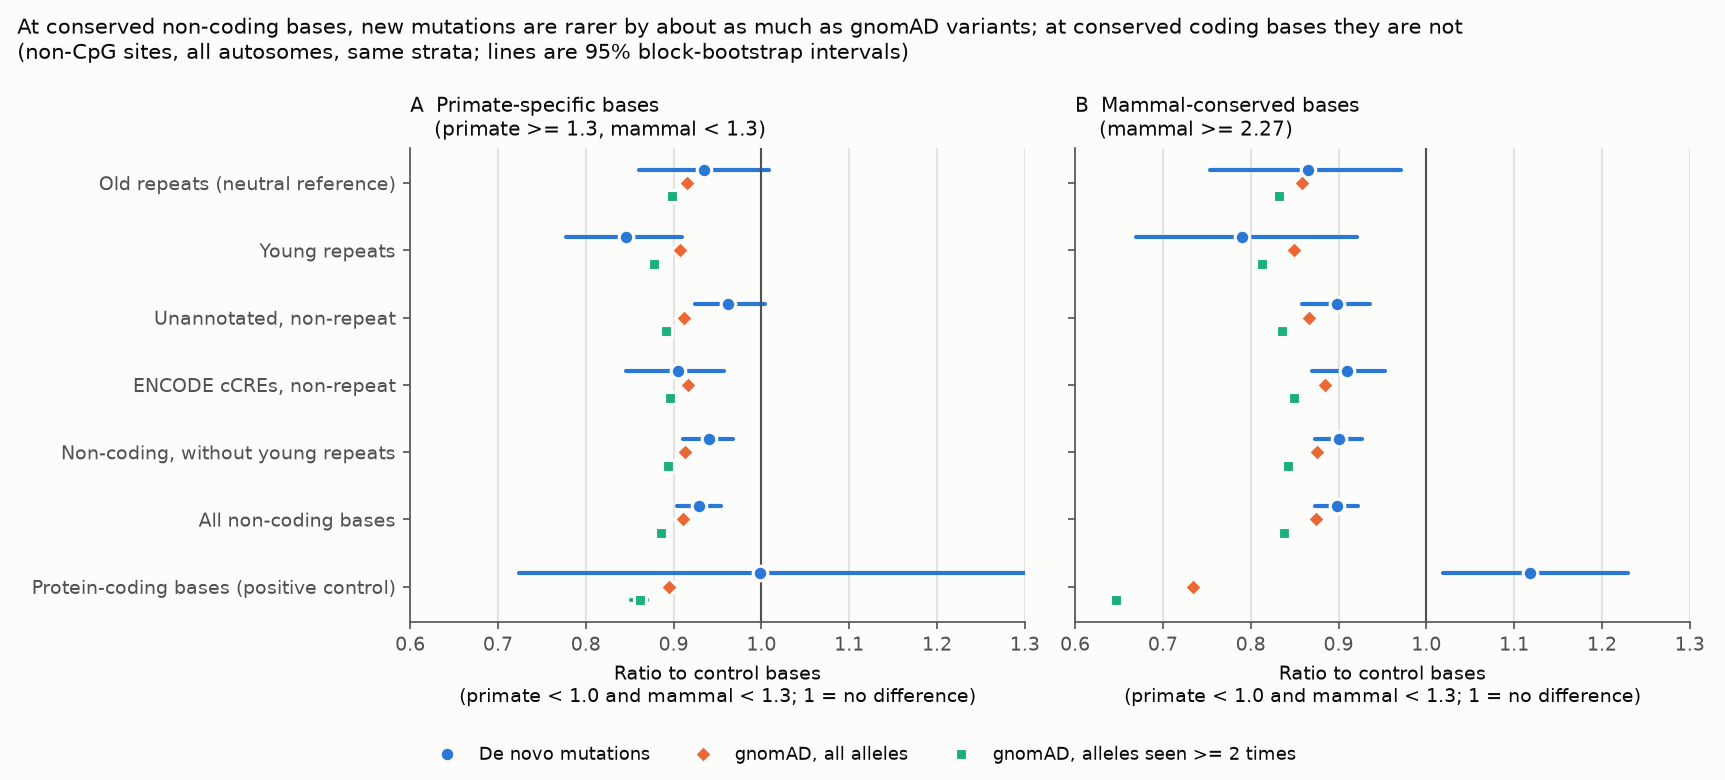 At conserved non-coding bases, new mutations are rarer by about as much as gnomAD variants; at conserved coding bases they are not
(non-CpG sites, all autosomes, same strata; lines are 95% block-bootstrap intervals)
A Primate-specific bases
(primate >= 1.3, mammal < 1.3)
B Mammal-conserved bases
(mammal >= 2.27)
Old repeats (neutral reference)
Young repeats
Unannotated, non-repeat
ENCODE cCREs, non-repeat
Non-coding, without young repeats
All non-coding bases
Protein-coding bases (positive control)
0.6 0.7 0.8 0.9 1.0 1.1 1.2 1.3
0.6 0.7 0.8 0.9 1.0 1.1 1.2 1.3
Ratio to control bases
(primate < 1.0 and mammal < 1.3; 1 = no difference)
Ratio to control bases
(primate < 1.0 and mammal < 1.3; 1 = no difference)
De novo mutations
gnomAD, all alleles
gnomAD, alleles seen >= 2 times